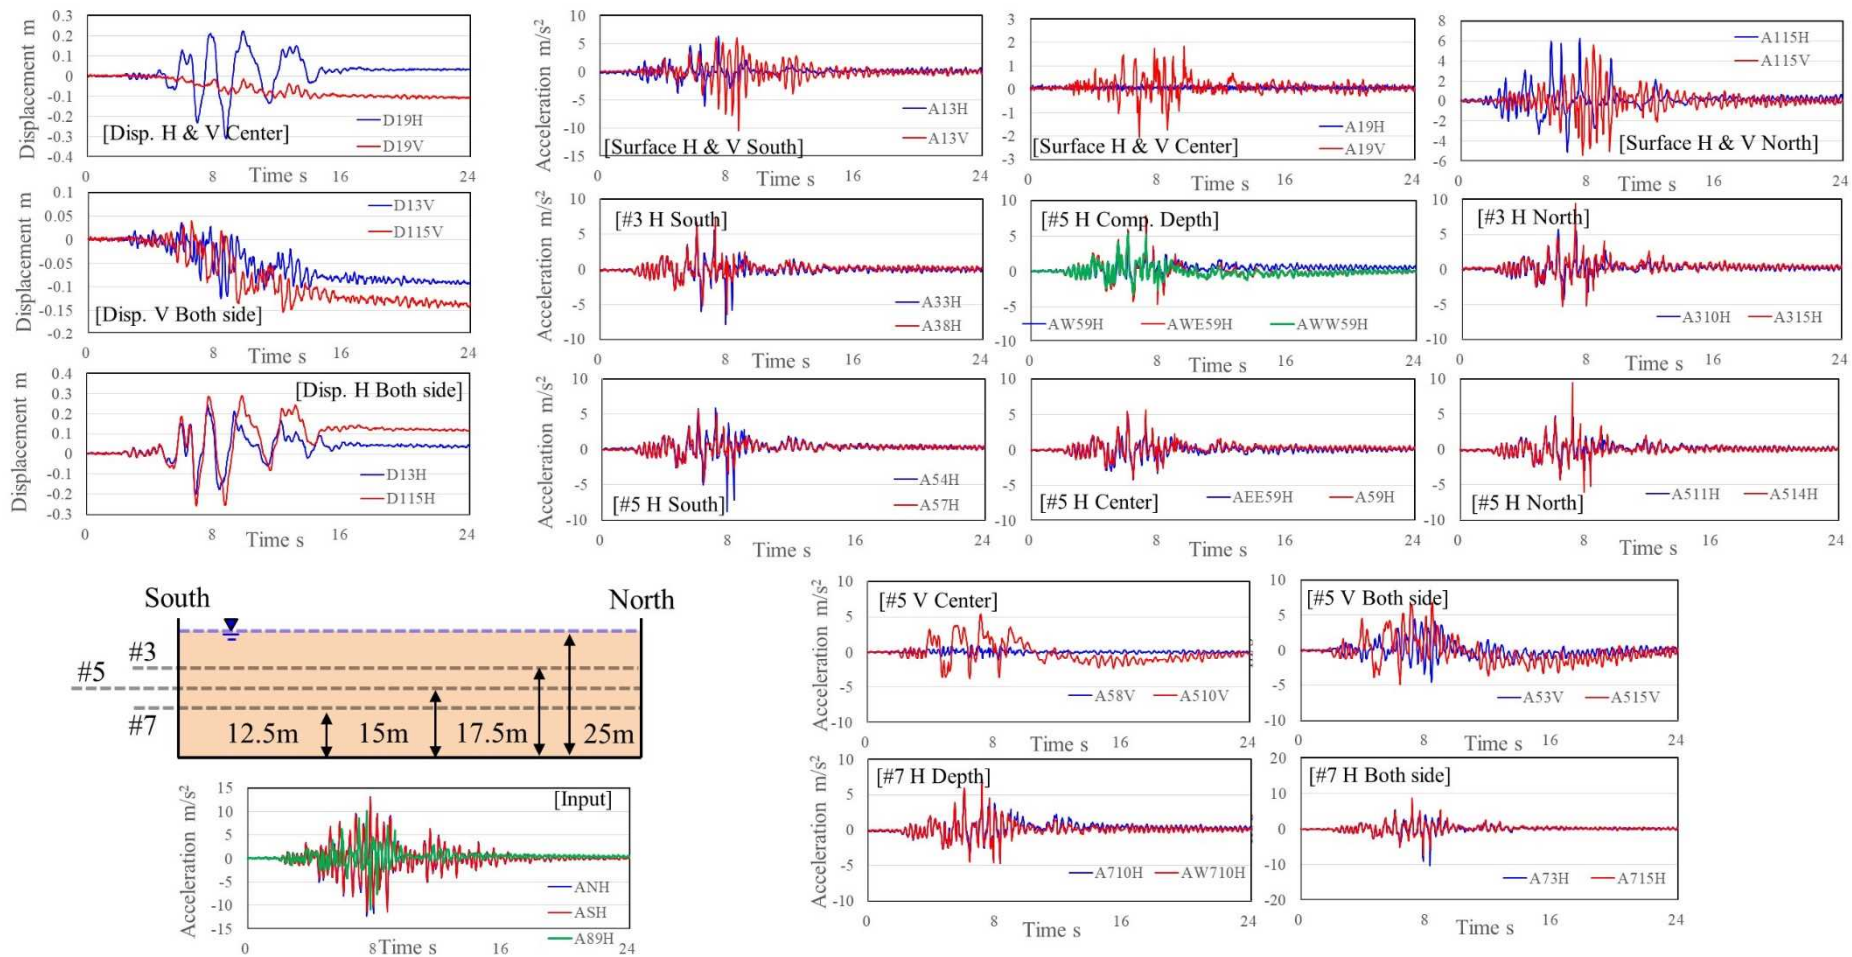 Displacement m
0.3
0.2
0.1
0
-0.1
-0.2
-0.3
-0.4
[Disp. H & V Center]
D19H
D19V
0 8 16 24
Time s
Acceleration m/s²
10
5
0
-5
-10
-15
[Surface H & V South]
A13H
A13V
0 8 16 24
Time s
3
2
1
0
-1
-2
-3
[Surface H & V Center]
A19H
A19V
0 8 16 24
Time s
8
6
4
2
0
-2
-4
-6
A115H
A115V
[Surface H & V North]
0 8 16 24
Time s
Displacement m
0.1
0.05
0
-0.05
-0.1
-0.15
-0.2
D13V
D115V
[Disp. V Both side]
0 8 16 24
Time s
Acceleration m/s²
10
5
0
-5
-10
[#3 H South]
A33H
A38H
0 8 16 24
Time s
10
5
0
-5
-10
[#5 H Comp. Depth]
AW59H AWE59H AWW59H
0 8 16 24
Time s
10
5
0
-5
-10
[#3 H North]
A310H A315H
0 8 16 24
Time s
Displacement m
0.4
0.3
0.2
0.1
0
-0.1
-0.2
-0.3
[Disp. H Both side]
D13H
D115H
0 8 16 24
Time s
Acceleration m/s²
10
5
0
-5
-10
A54H
A57H
[#5 H South]
0 8 16 24
Time s
10
5
0
-5
-10
AEE59H A59H
[#5 H Center]
0 8 16 24
Time s
10
5
0
-5
-10
A511H A514H
[#5 H North]
0 8 16 24
Time s
South North
#3
#5
#7
12.5m 15m 17.5m 25m
Acceleration m/s²
10
5
0
-5
-10
[#5 V Center]
A58V A510V
0 8 16 24
Time s
10
5
0
-5
-10
[#5 V Both side]
A53V A515V
0 8 16 24
Time s
Acceleration m/s²
15
10
5
0
-5
-10
-15
[Input]
ANH
ASH
A89H
0 8 16 24
Time s
Acceleration m/s²
10
5
0
-5
-10
[#7 H Depth]
A710H AW710H
0 8 16 24
Time s
20
10
0
-10
-20
[#7 H Both side]
A73H A715H
0 8 16 24
Time s